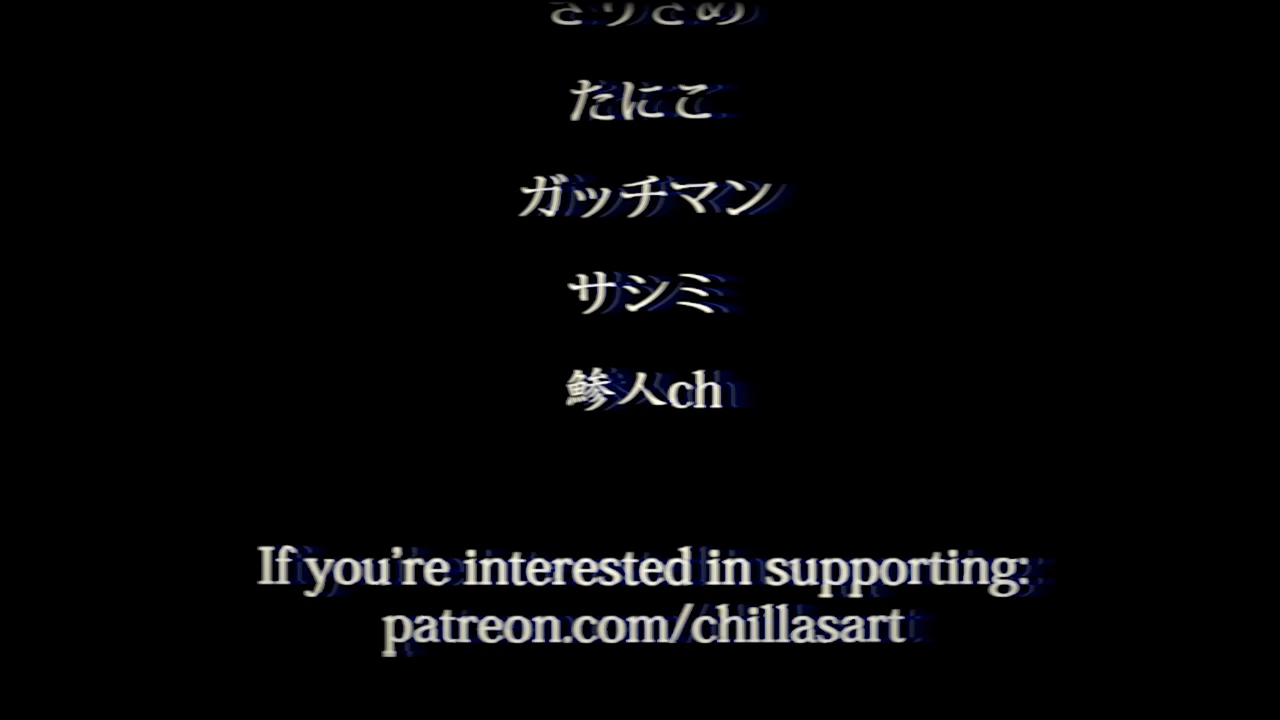 たにこ
ガッチマン
サシミ
鯵人ch
If you're interested in supporting:
patreon.com/chillasart